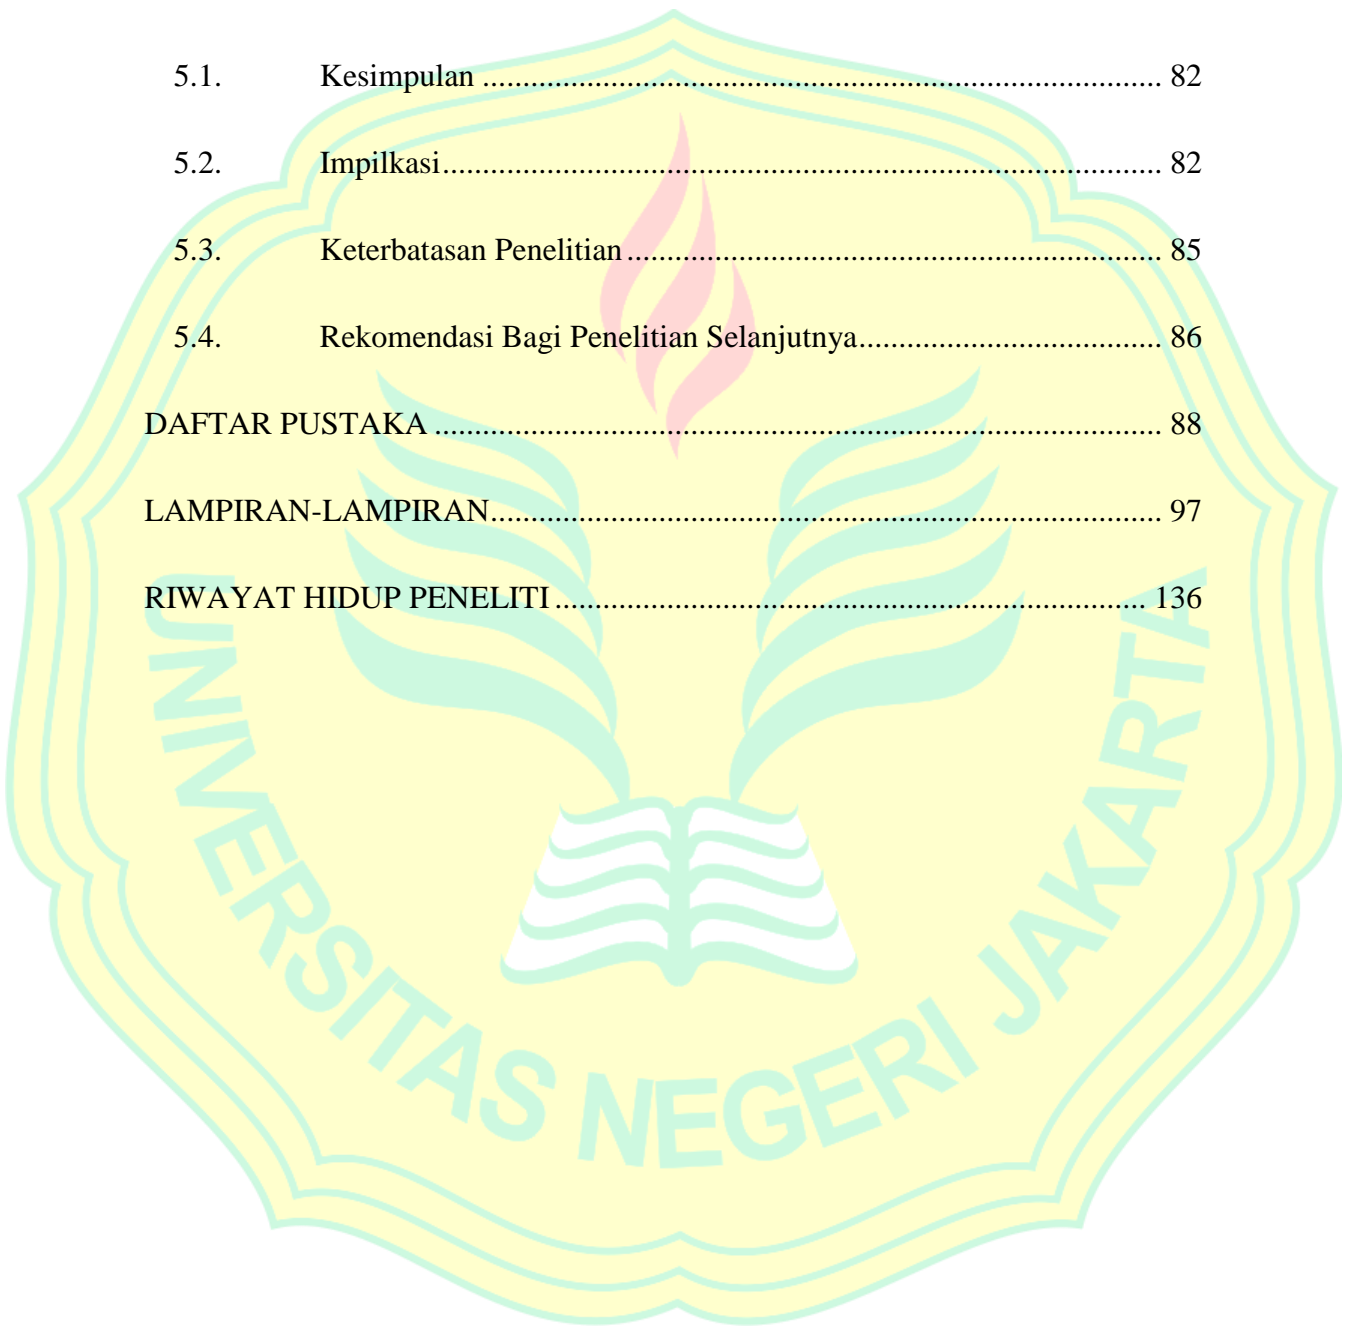 5.1. Kesimpulan ..................................................................................... 82
5.2. Impilkasi.......................................................................................... 82
5.3. Keterbatasan Penelitian ................................................................... 85
5.4. Rekomendasi Bagi Penelitian Selanjutnya...................................... 86
DAFTAR PUSTAKA ........................................................................................... 88
LAMPIRAN-LAMPIRAN.................................................................................... 97
RIWAYAT HIDUP PENELITI .......................................................................... 136
UNIVERSITAS NEGERI JAKARTA